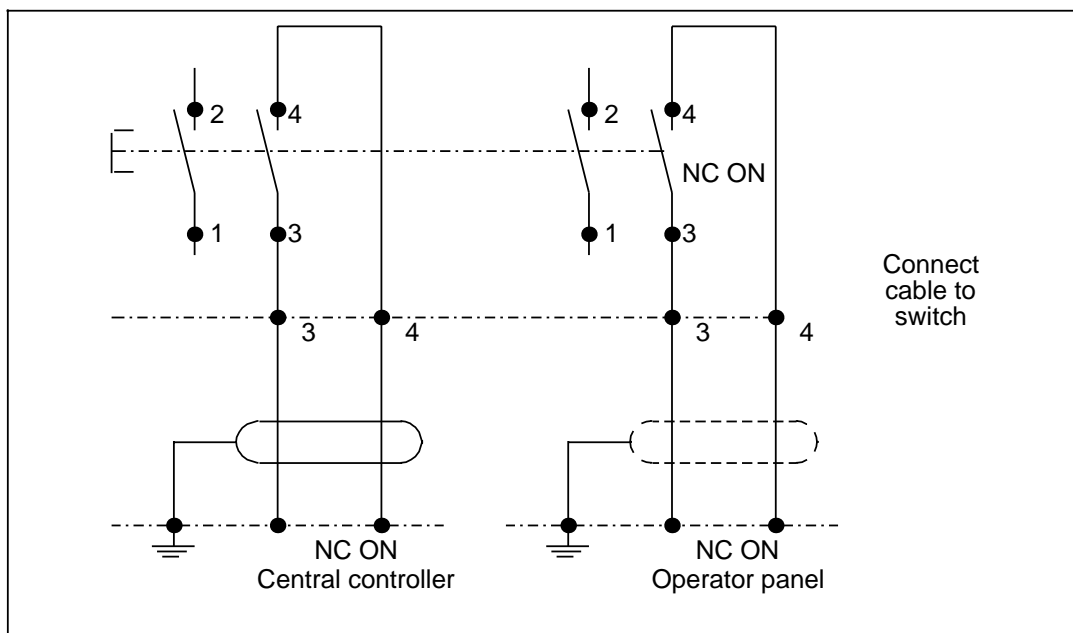 2
4
2
4
NC ON
1
3
1
3
Connect
cable to
switch
3
4
3
4
NC ON
Central controller
NC ON
Operator panel